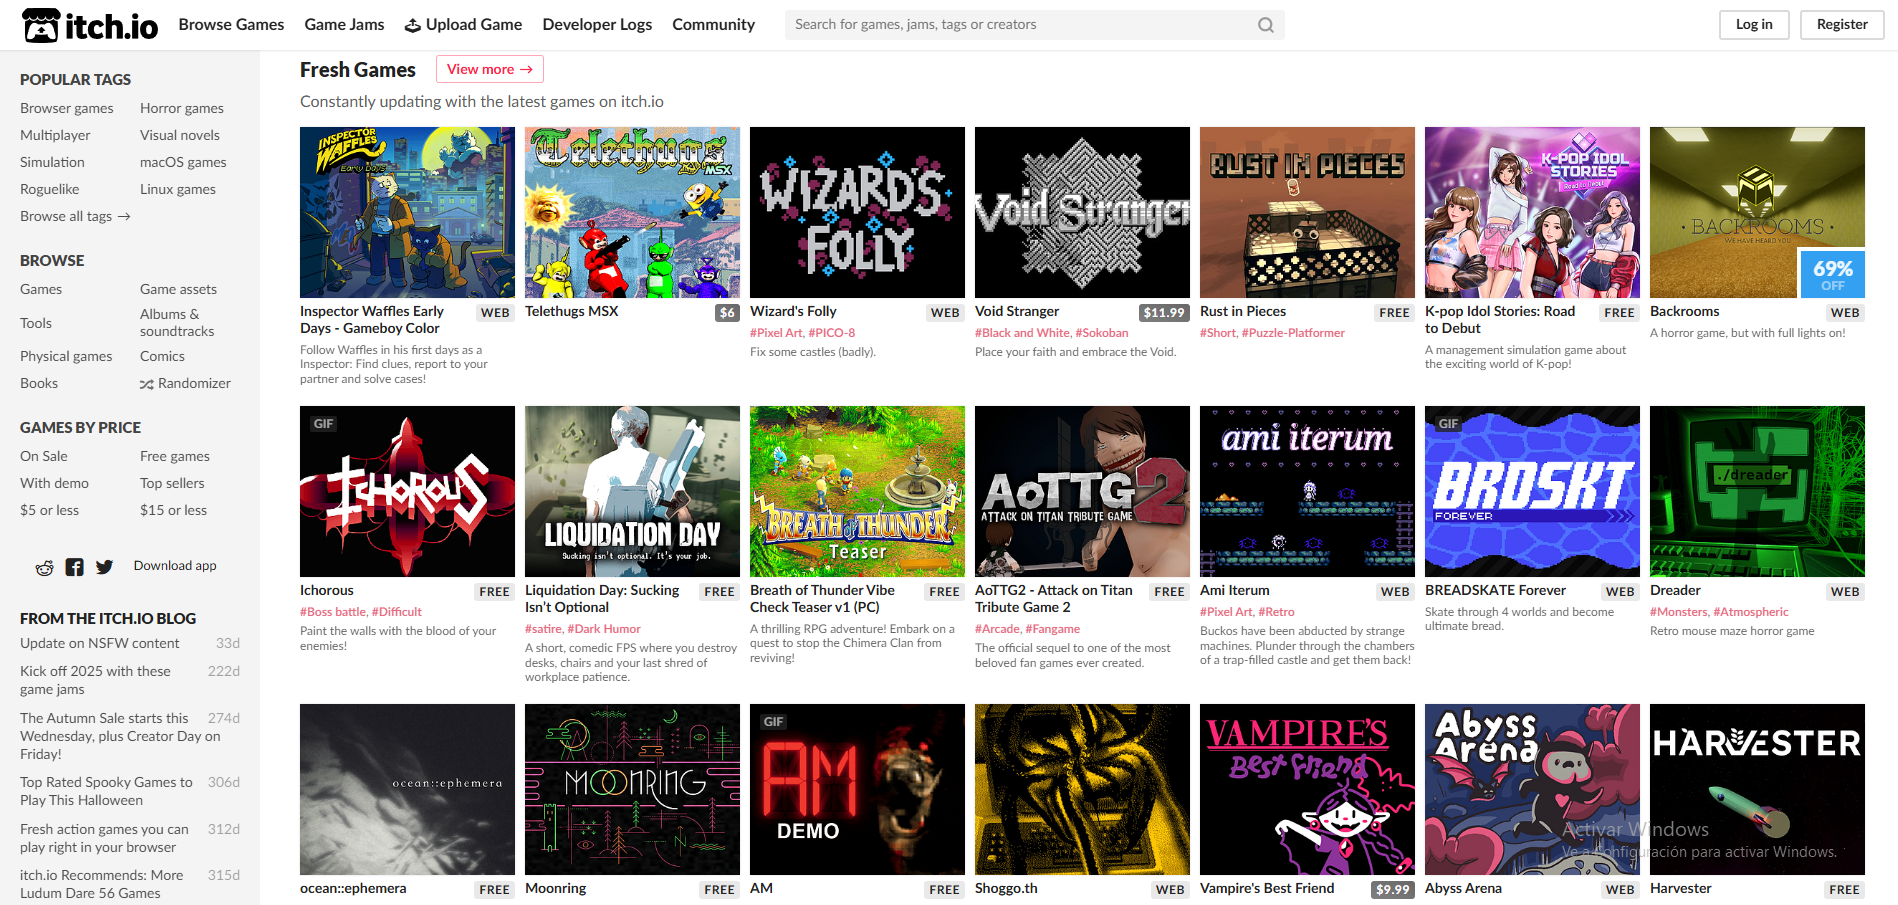 itch.io Browse Games Game Jams Upload Game Developer Logs Community Search for games, jams, tags or creators Log in Register
POPULAR TAGS
Browser games Horror games
Multiplayer Visual novels
Simulation macOS games
Roguelike Linux games
Browse all tags →
BROWSE
Games Game assets
Tools Albums & soundtracks
Physical games Comics
Books Randomizer
GAMES BY PRICE
On Sale Free games
With demo Top sellers
$5 or less $15 or less
Download app
FROM THE ITCH.IO BLOG
Update on NSFW content 33d
Kick off 2025 with these 222d
game jams
The Autumn Sale starts this 274d
Wednesday, plus Creator Day on
Friday!
Top Rated Spooky Games to 306d
Play This Halloween
Fresh action games you can 312d
play right in your browser
itch.io Recommends: More 315d
Ludum Dare 56 Games
Fresh Games View more →
Constantly updating with the latest games on itch.io
INSPECTOR
WAFFLES
Early Days
Inspector Waffles Early WEB
Days - Gameboy Color
Follow Waffles in his first days as a
Inspector: Find clues, report to your
partner and solve cases!
Telethugs
MSX
Telethugs MSX $6
WIZARD'S
FOLLY
Wizard's Folly WEB
#Pixel Art, #PICO-8
Fix some castles (badly).
Void Stranger
Void Stranger $11.99
#Black and White, #Sokoban
Place your faith and embrace the Void.
RUST IN PIECES
Rust in Pieces FREE
#Short, #Puzzle-Platformer
K-POP IDOL
STORIES
Road to Debut
K-pop Idol Stories: Road FREE
to Debut
A management simulation game about
the exciting world of K-pop!
· BACKROOMS ·
WE HAVE HEARD YOU
69%
OFF
Backrooms WEB
A horror game, but with full lights on!
GIF
ICHOROUS
Ichorous FREE
#Boss battle, #Difficult
Paint the walls with the blood of your
enemies!
LIQUIDATION DAY
Sucking isn't optional. It's your job.
Liquidation Day: Sucking FREE
Isn't Optional
#satire, #Dark Humor
A short, comedic FPS where you destroy
desks, chairs and your last shred of
workplace patience.
BREATH of THUNDER
Teaser
Breath of Thunder Vibe FREE
Check Teaser v1 (PC)
A thrilling RPG adventure! Embark on a
quest to stop the Chimera Clan from
reviving!
AoTTG2
ATTACK ON TITAN TRIBUTE GAME
AoTTG2 - Attack on Titan FREE
Tribute Game 2
#Arcade, #Fangame
The official sequel to one of the most
beloved fan games ever created.
ami iterum
Ami Iterum WEB
#Pixel Art, #Retro
Buckos have been abducted by strange
machines. Plunder through the chambers
of a trap-filled castle and get them back!
GIF
BRDSKT
FOREVER
BREADSKATE Forever WEB
Skate through 4 worlds and become
ultimate bread.
./dreader
Dreader WEB
#Monsters, #Atmospheric
Retro mouse maze horror game
ocean::ephemera
ocean::ephemera FREE
MOONRING
Moonring FREE
GIF
AM
DEMO
AM FREE
Shoggo.th WEB
VAMPIRE'S
Best friend
Vampire's Best Friend $9.99
Abyss
Arena
Abyss Arena WEB
HARVESTER
Harvester FREE
Activar Windows
Ve a Configuración para activar Windows.